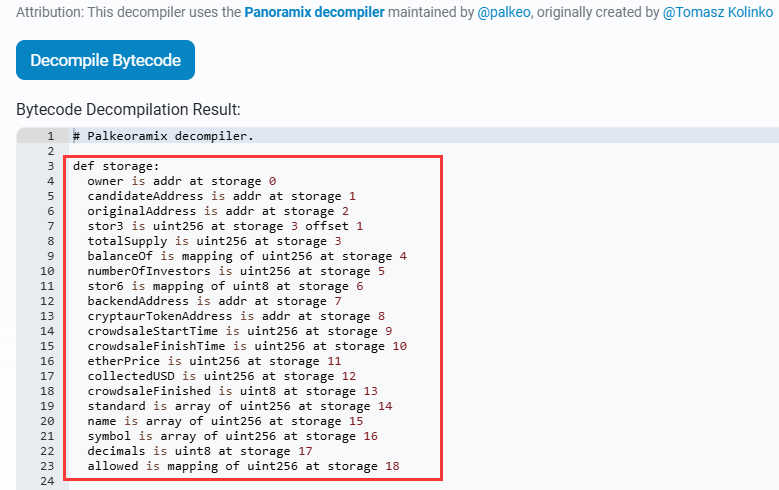 Attribution: This decompiler uses the Panoramix decompiler maintained by @palkeo, originally created by @Tomasz Kolinko
Decompile Bytecode
Bytecode Decompilation Result:
1 # Palkeoramix decompiler.
2
3 def storage:
4 owner is addr at storage 0
5 candidateAddress is addr at storage 1
6 originalAddress is addr at storage 2
7 stor3 is uint256 at storage 3 offset 1
8 totalSupply is uint256 at storage 3
9 balanceOf is mapping of uint256 at storage 4
10 numberOfInvestors is uint256 at storage 5
11 stor6 is mapping of uint8 at storage 6
12 backendAddress is addr at storage 7
13 cryptaurTokenAddress is addr at storage 8
14 crowdsaleStartTime is uint256 at storage 9
15 crowdsaleFinishTime is uint256 at storage 10
16 etherPrice is uint256 at storage 11
17 collectedUSD is uint256 at storage 12
18 crowdsaleFinished is uint8 at storage 13
19 standard is array of uint256 at storage 14
20 name is array of uint256 at storage 15
21 symbol is array of uint256 at storage 16
22 decimals is uint8 at storage 17
23 allowed is mapping of uint256 at storage 18
24